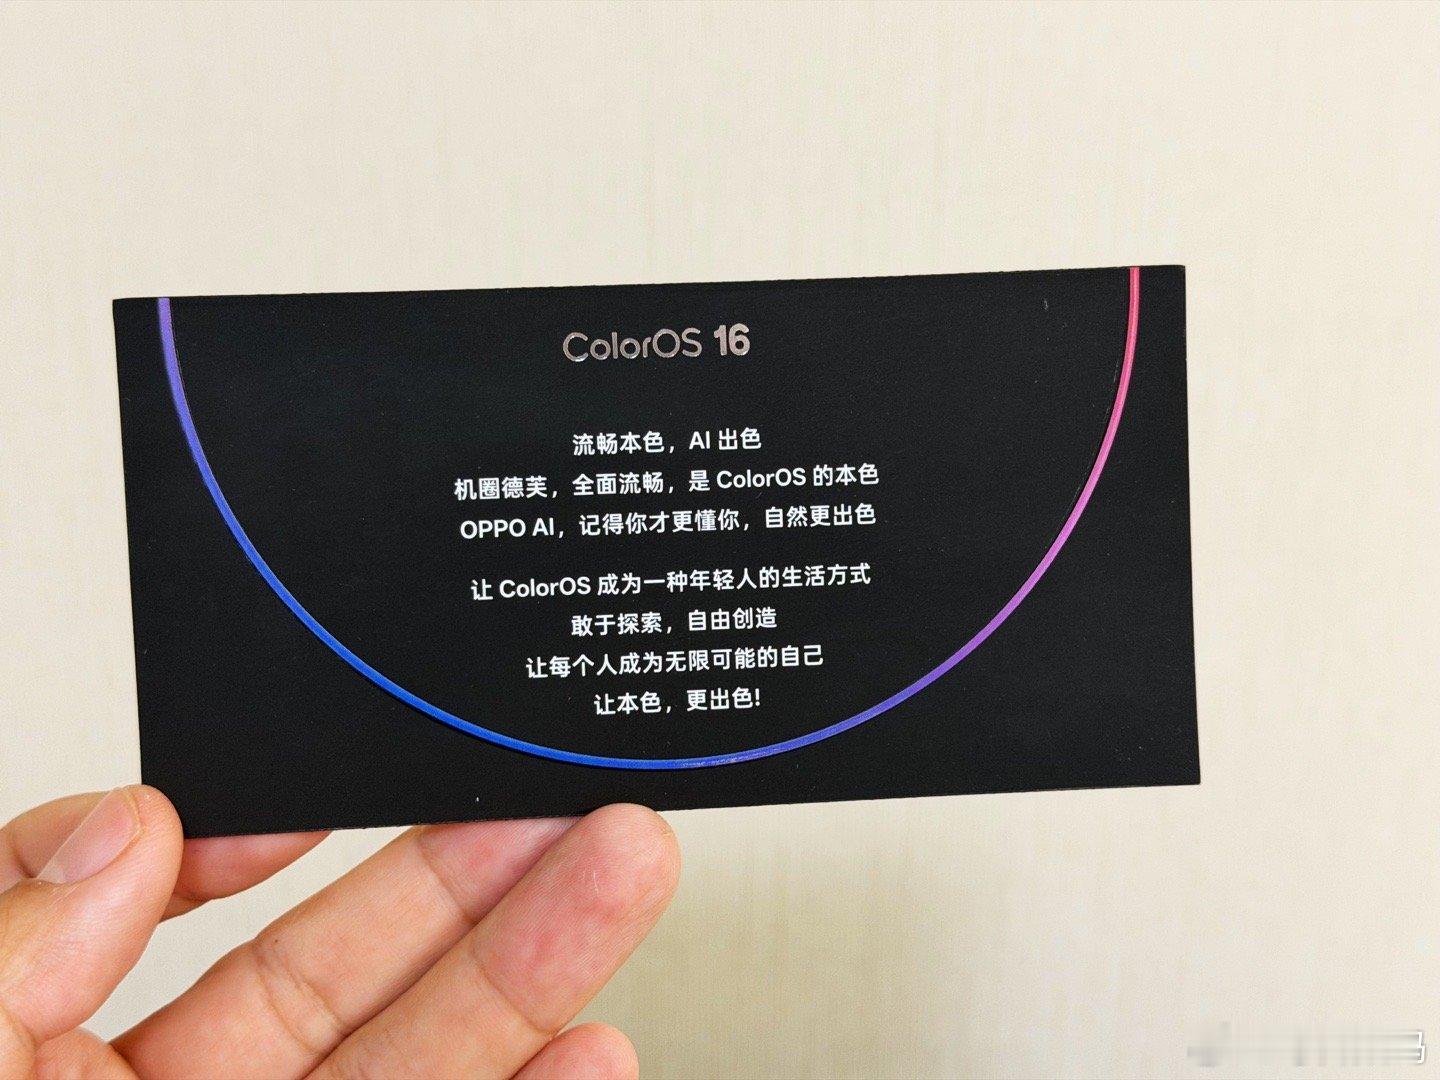 ColorOS 16
流畅本色，AI 出色
机圈德芙，全面流畅，是 ColorOS 的本色
OPPO AI，记得你才更懂你，自然更出色
让 ColorOS 成为一种年轻人的生活方式
敢于探索，自由创造
让每个人成为无限可能的自己
让本色，更出色!